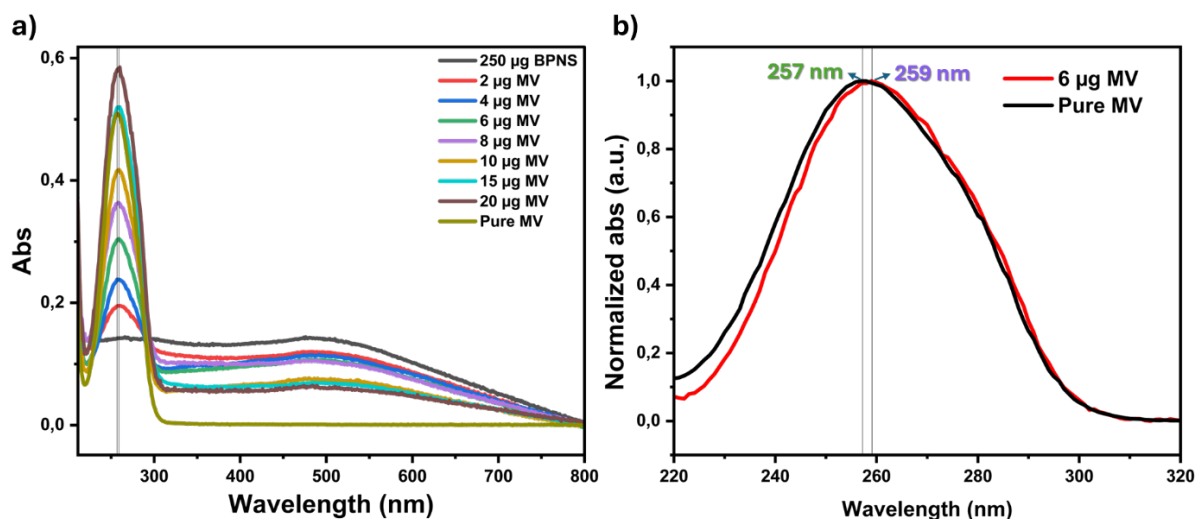 a)
Abs
0,6
0,4
0,2
0,0
300
400
500
600
700
800
Wavelength (nm)
250 µg BPNS
2 µg MV
4 µg MV
6 µg MV
8 µg MV
10 µg MV
15 µg MV
20 µg MV
Pure MV
b)
Normalized abs (a.u.)
1,0
0,8
0,6
0,4
0,2
0,0
220
240
260
280
300
320
Wavelength (nm)
257 nm
259 nm
6 µg MV
Pure MV